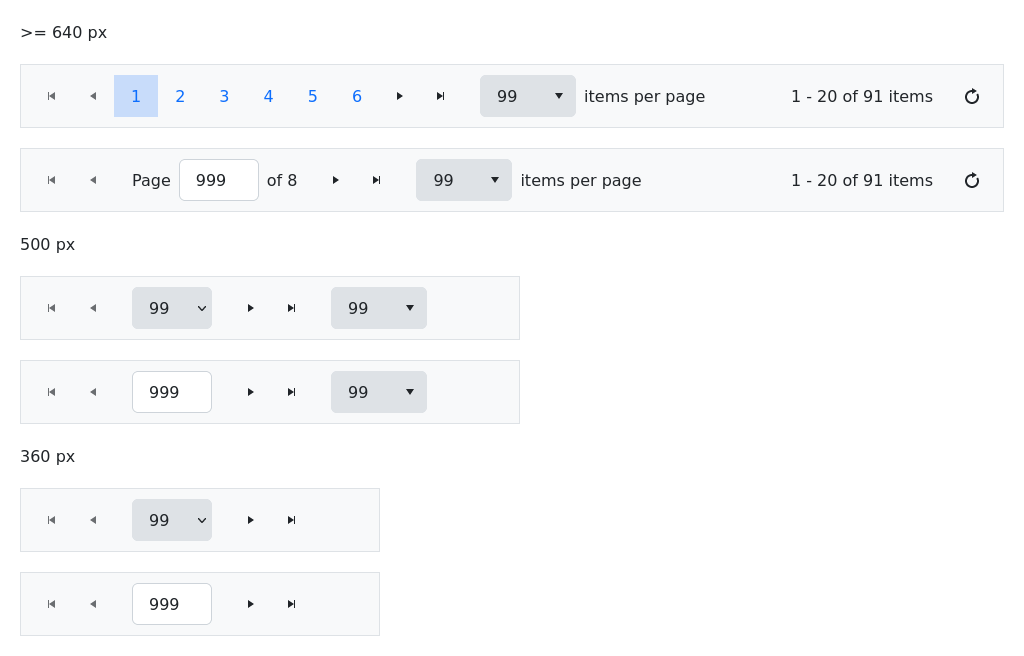 >= 640 px
1 2 3 4 5 6 99 items per page 1 - 20 of 91 items
Page 999 of 8 99 items per page 1 - 20 of 91 items
500 px
99 99
999 99
360 px
99
999